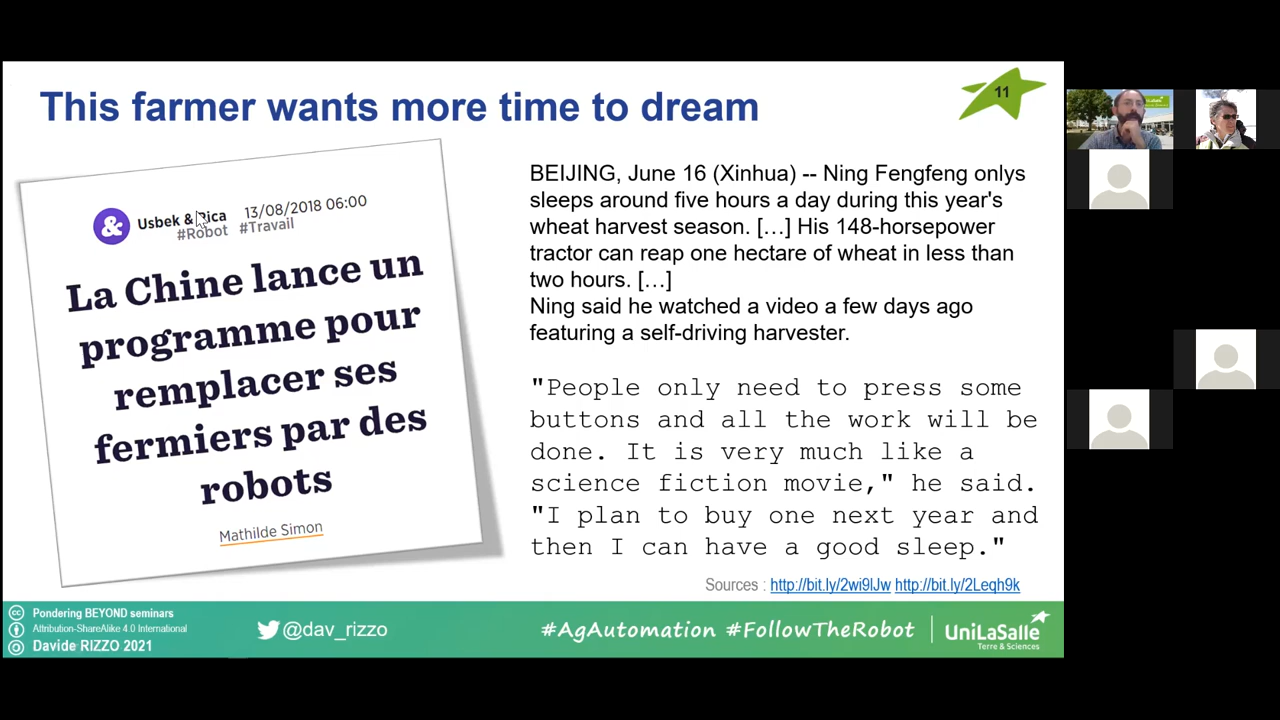 This farmer wants more time to dream
11
&
Usbek & Rica 13/08/2018 06:00
#Robot #Travail
La Chine lance un
programme pour
remplacer ses
fermiers par des
robots
Mathilde Simon
BEIJING, June 16 (Xinhua) -- Ning Fengfeng onlys
sleeps around five hours a day during this year's
wheat harvest season. […] His 148-horsepower
tractor can reap one hectare of wheat in less than
two hours. […]
Ning said he watched a video a few days ago
featuring a self-driving harvester.
"People only need to press some
buttons and all the work will be
done. It is very much like a
science fiction movie," he said.
"I plan to buy one next year and
then I can have a good sleep."
Sources : http://bit.ly/2wi9lJw http://bit.ly/2Leqh9k
cc Pondering BEYOND seminars
Attribution-ShareAlike 4.0 International
Davide RIZZO 2021
@dav_rizzo
#AgAutomation #FollowTheRobot
UniLaSalle
Terre & Sciences